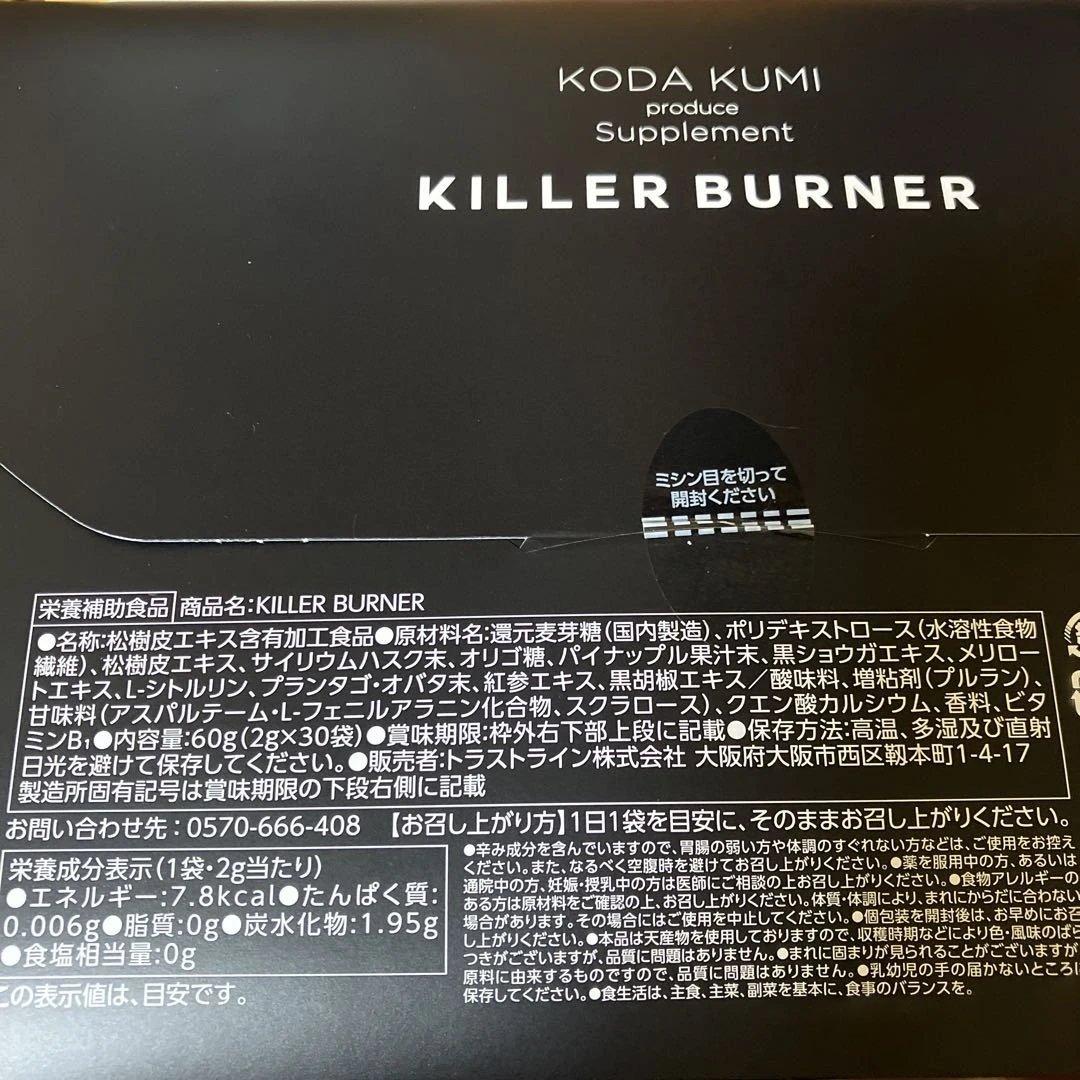 KODA KUMI
produce
Supplement
KILLER BURNER
ミシン目を切って
開封ください
栄養補助食品 商品名:KILLER BURNER
●名称:松樹皮エキス含有加工食品●原材料名:還元麦芽糖(国内製造)、ポリデキストロース(水溶性食物
繊維)、松樹皮エキス、サイリウムハスク末、オリゴ糖、パイナップル果汁末、黒ショウガエキス、メリロー
トエキス、L-シトルリン、プランタゴ・オバタ末、紅参エキス、黒胡椒エキス/酸味料、増粘剤(プルラン)、
甘味料(アスパルテーム・L-フェニルアラニン化合物、スクラロース)、クエン酸カルシウム、香料、ビタ
ミンB₁●内容量:60g(2g×30袋)●賞味期限:枠外右下部上段に記載●保存方法:高温、多湿及び直射
日光を避けて保存してください。●販売者:トラストライン株式会社 大阪府大阪市西区靱本町1-4-17
製造所固有記号は賞味期限の下段右側に記載
お問い合わせ先:0570-666-408 【お召し上がり方】1日1袋を目安に、そのままお召し上がりください。
栄養成分表示(1袋・2g当たり)
●エネルギー:7.8kcal●たんぱく質:
0.006g●脂質:0g●炭水化物:1.95g
●食塩相当量:0g
この表示値は、目安です。
●辛み成分を含んでいますので、胃腸の弱い方や体調のすぐれない方などは、ご使用をお控え
ください。また、なるべく空腹時を避けてお召し上がりください。●薬を服用中の方、あるいは
通院中の方、妊娠・授乳中の方は医師にご相談の上お召し上がりください。●食物アレルギーの
ある方は原材料をご確認の上、お召し上がりください。体質・体調により、まれにからだに合わない
場合があります。その場合にはご使用を中止してください。●個包装を開封後は、お早めにお召
し上がりください。●本品は天産物を使用しておりますので、収穫時期などにより色・風味のばら
つきがございますが、品質に問題はありません。●まれに固まりが見られることがございますが
原料に由来するものですので、品質に問題はありません。●乳幼児の手の届かないところに
保存してください。●食生活は、主食、主菜、副菜を基本に、食事のバランスを。